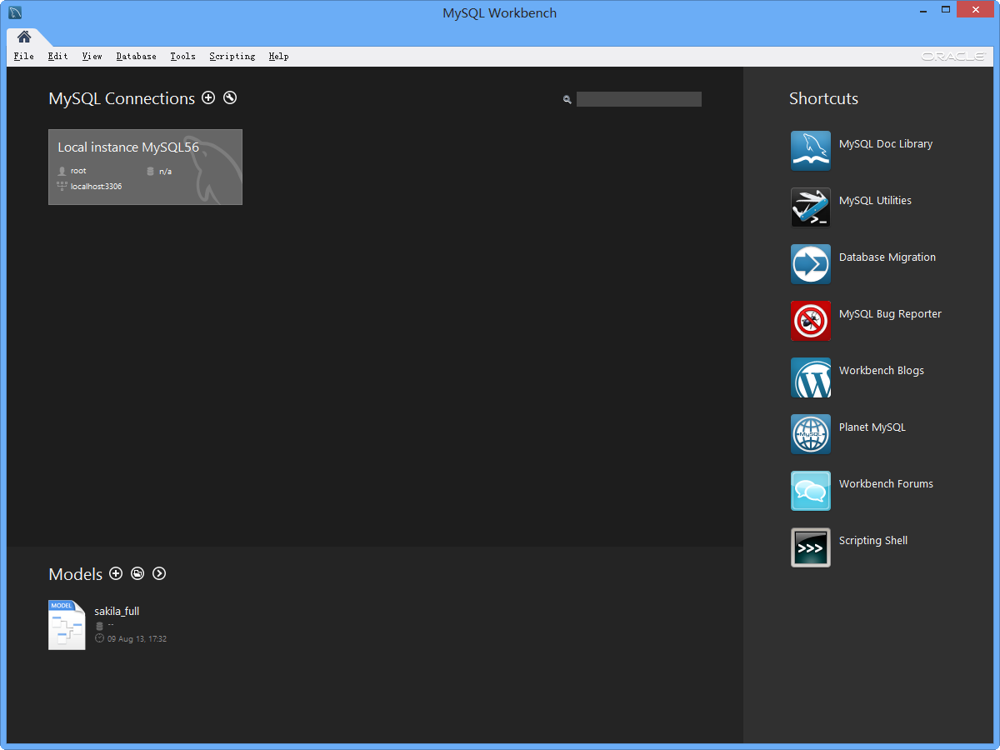 MySQL Workbench
File Edit View Database Tools Scripting Help
ORACLE
MySQL Connections
Local instance MySQL56
root
n/a
localhost:3306
Shortcuts
MySQL Doc Library
MySQL Utilities
Database Migration
MySQL Bug Reporter
Workbench Blogs
MySQL
Planet MySQL
Workbench Forums
>>>
Scripting Shell
Models
MODEL
sakila_full
--
09 Aug 13, 17:32